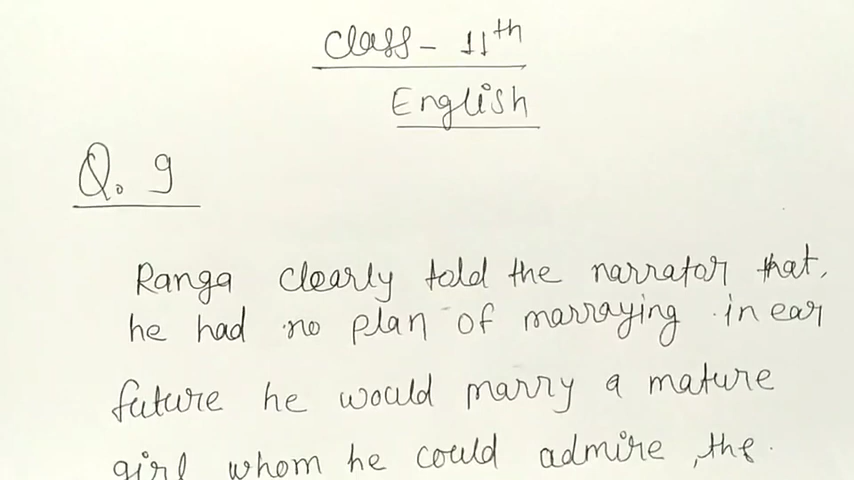 Class - 11th
English
Q. 9
Ranga clearly told the narrator that,
he had no plan of marraying in ear
future he would marry a mature
girl whom he could admire, the.